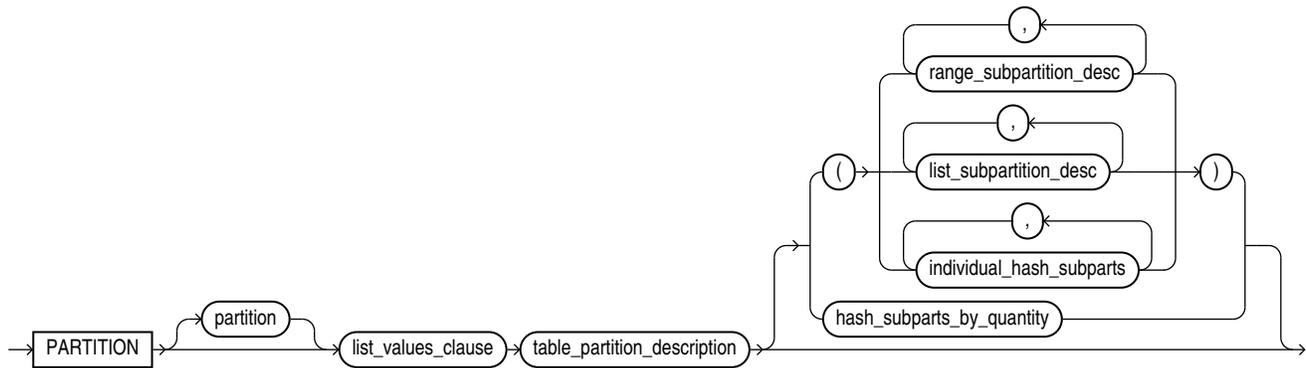 ,
range_subpartition_desc
,
( list_subpartition_desc )
,
individual_hash_subparts
partition hash_subparts_by_quantity
PARTITION list_values_clause table_partition_description